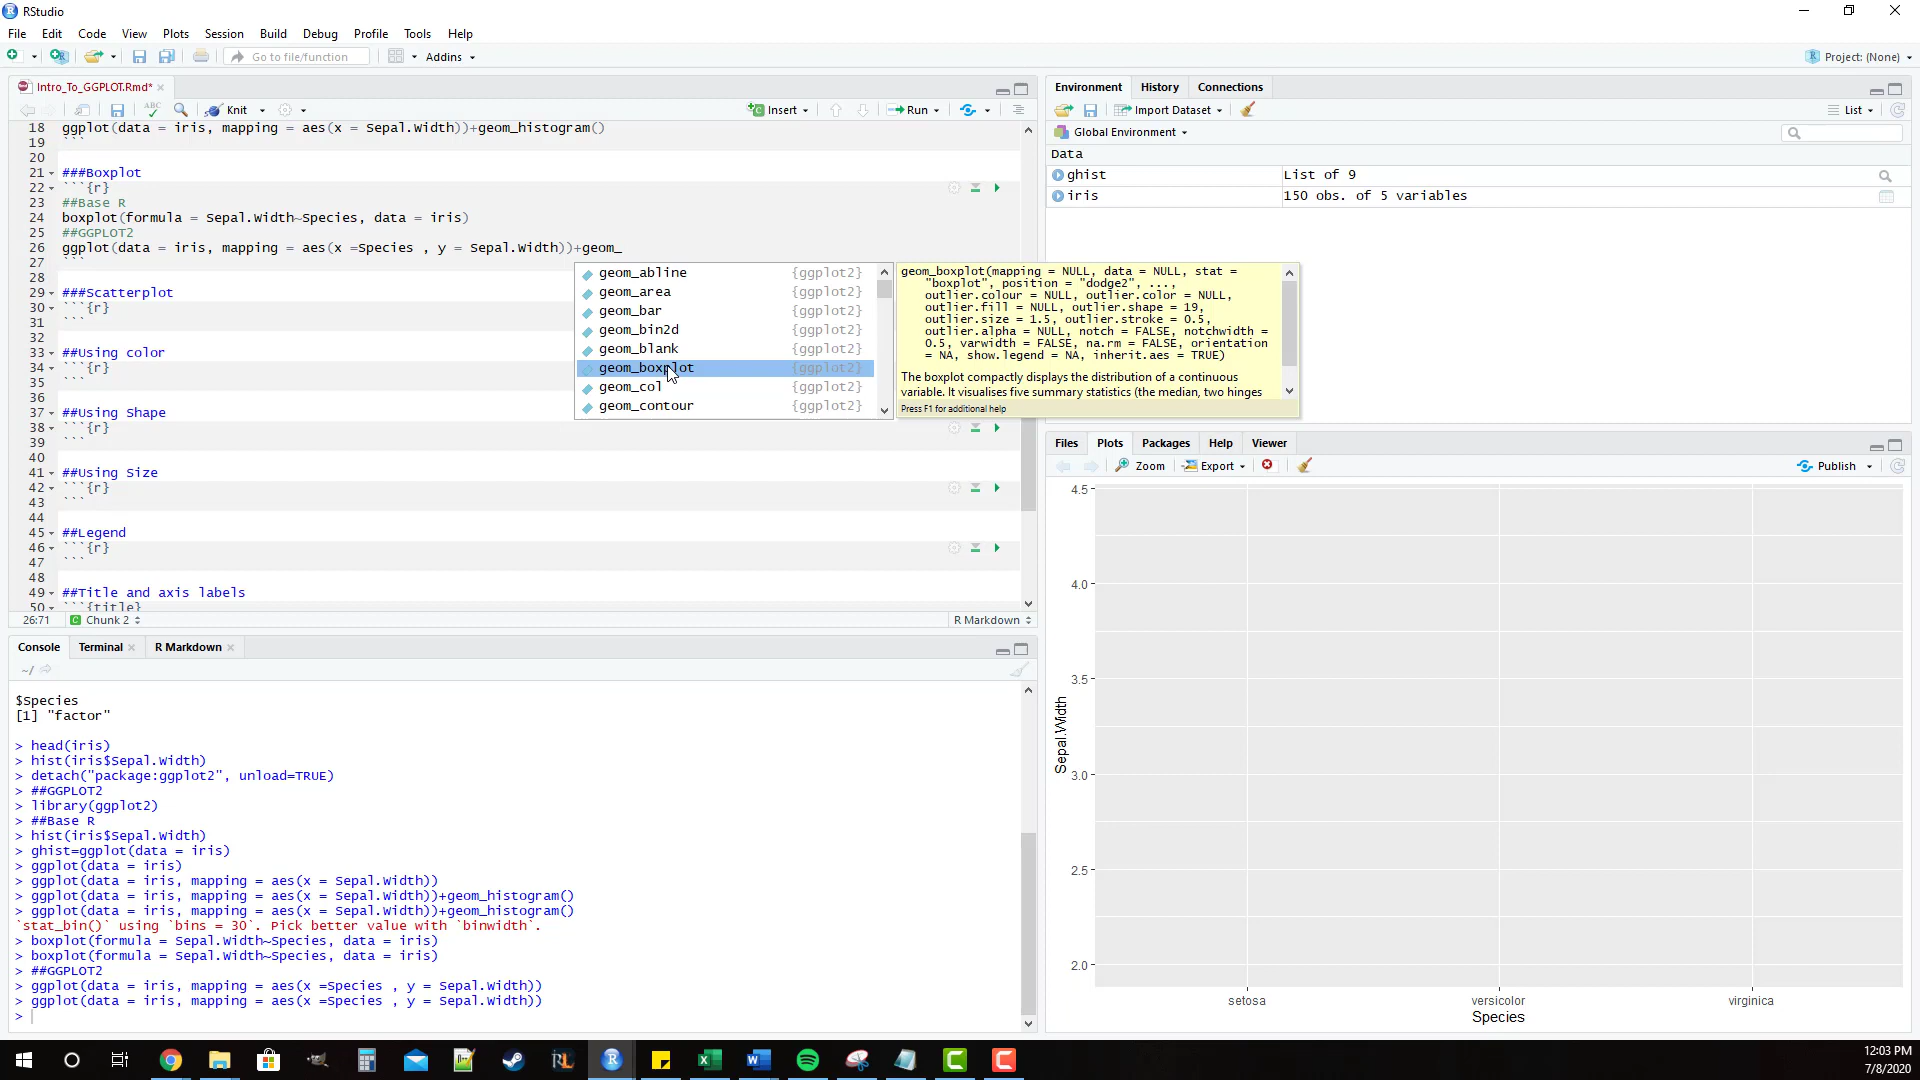 RStudio
File Edit Code View Plots Session Build Debug Profile Tools Help
Go to file/function Addins Project: (None)
Intro_To_GGPLOT.Rmd*
ABC Knit Insert Run
18 ggplot(data = iris, mapping = aes(x = Sepal.Width))+geom_histogram()
19 ```
20
21 ###Boxplot
22 ```{r}
23 ##Base R
24 boxplot(formula = Sepal.Width~Species, data = iris)
25 ##GGPLOT2
26 ggplot(data = iris, mapping = aes(x =Species , y = Sepal.Width))+geom_
27 ```
28
29 ###Scatterplot
30 ```{r}
31 ```
32
33 ##Using color
34 ```{r}
35 ```
36
37 ##Using Shape
38 ```{r}
39 ```
40
41 ##Using Size
42 ```{r}
43 ```
44
45 ##Legend
46 ```{r}
47 ```
48
49 ##Title and axis labels
50 ```{title}
26:71 Chunk 2 R Markdown
geom_abline {ggplot2}
geom_area {ggplot2}
geom_bar {ggplot2}
geom_bin2d {ggplot2}
geom_blank {ggplot2}
geom_boxplot {ggplot2}
geom_col {ggplot2}
geom_contour {ggplot2}
geom_boxplot(mapping = NULL, data = NULL, stat =
"boxplot", position = "dodge2", ...,
outlier.colour = NULL, outlier.color = NULL,
outlier.fill = NULL, outlier.shape = 19,
outlier.size = 1.5, outlier.stroke = 0.5,
outlier.alpha = NULL, notch = FALSE, notchwidth =
0.5, varwidth = FALSE, na.rm = FALSE, orientation
= NA, show.legend = NA, inherit.aes = TRUE)
The boxplot compactly displays the distribution of a continuous
variable. It visualises five summary statistics (the median, two hinges
Press F1 for additional help
Console Terminal R Markdown
~/
$Species
[1] "factor"
> head(iris)
> hist(iris$Sepal.Width)
> detach("package:ggplot2", unload=TRUE)
> ##GGPLOT2
> library(ggplot2)
> ##Base R
> hist(iris$Sepal.Width)
> ghist=ggplot(data = iris)
> ggplot(data = iris)
> ggplot(data = iris, mapping = aes(x = Sepal.Width))
> ggplot(data = iris, mapping = aes(x = Sepal.Width))+geom_histogram()
> ggplot(data = iris, mapping = aes(x = Sepal.Width))+geom_histogram()
`stat_bin()` using `bins = 30`. Pick better value with `binwidth`.
> boxplot(formula = Sepal.Width~Species, data = iris)
> boxplot(formula = Sepal.Width~Species, data = iris)
> ##GGPLOT2
> ggplot(data = iris, mapping = aes(x =Species , y = Sepal.Width))
> ggplot(data = iris, mapping = aes(x =Species , y = Sepal.Width))
>
Environment History Connections
Import Dataset List
Global Environment
Data
ghist List of 9
iris 150 obs. of 5 variables
Files Plots Packages Help Viewer
Zoom Export Publish
4.5
4.0
3.5
3.0
2.5
2.0
Sepal.Width
setosa versicolor virginica
Species
12:03 PM
7/8/2020